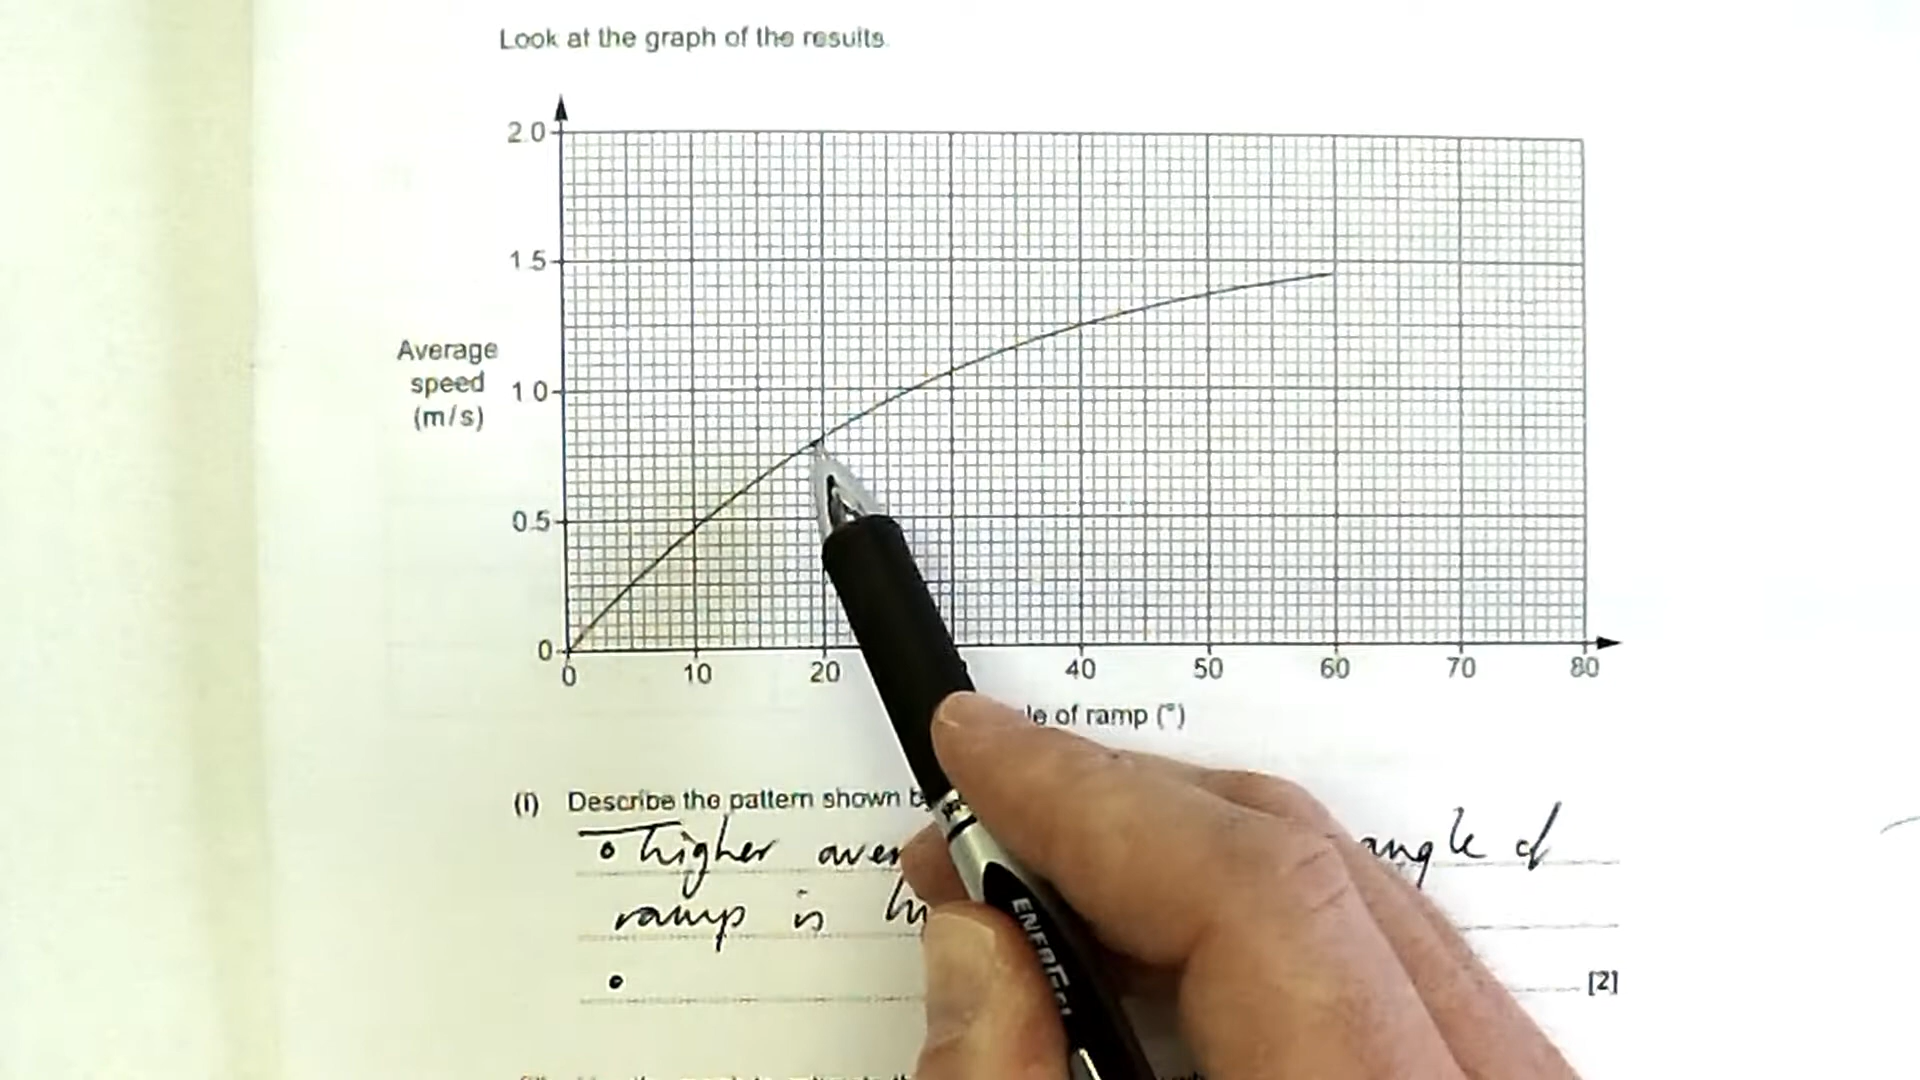 Look at the graph of the results.
2.0
1.5
Average
speed
(m/s)
1.0
0.5
0
0 10 20 40 50 60 70 80
le of ramp (°)
(i) Describe the pattern shown
• higher aver angle of
ramp is
•
[2]
ENERGEL